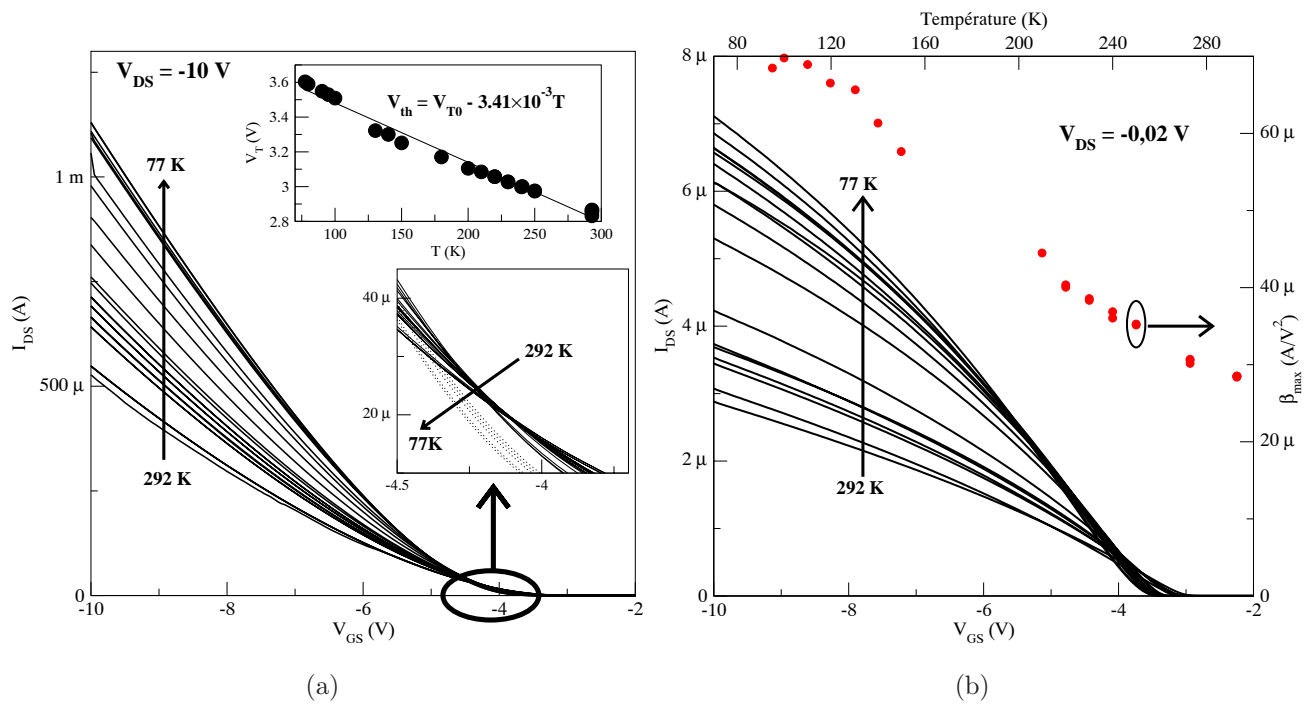 V_DS = -10 V
V_th = V_T0 - 3.41×10^-3T
V_T (V)
3.6
3.4
3.2
3
2.8
100
150
200
250
300
T (K)
77 K
292 K
1 m
500 µ
0
I_DS (A)
40 µ
20 µ
292 K
77K
-4.5
-4
-10
-8
-6
-4
-2
V_GS (V)
(a)
Température (K)
80
120
160
200
240
280
V_DS = -0,02 V
77 K
292 K
8 µ
6 µ
4 µ
2 µ
0
I_DS (A)
60 µ
40 µ
20 µ
0
β_max (A/V^2)
-10
-8
-6
-4
-2
V_GS (V)
(b)